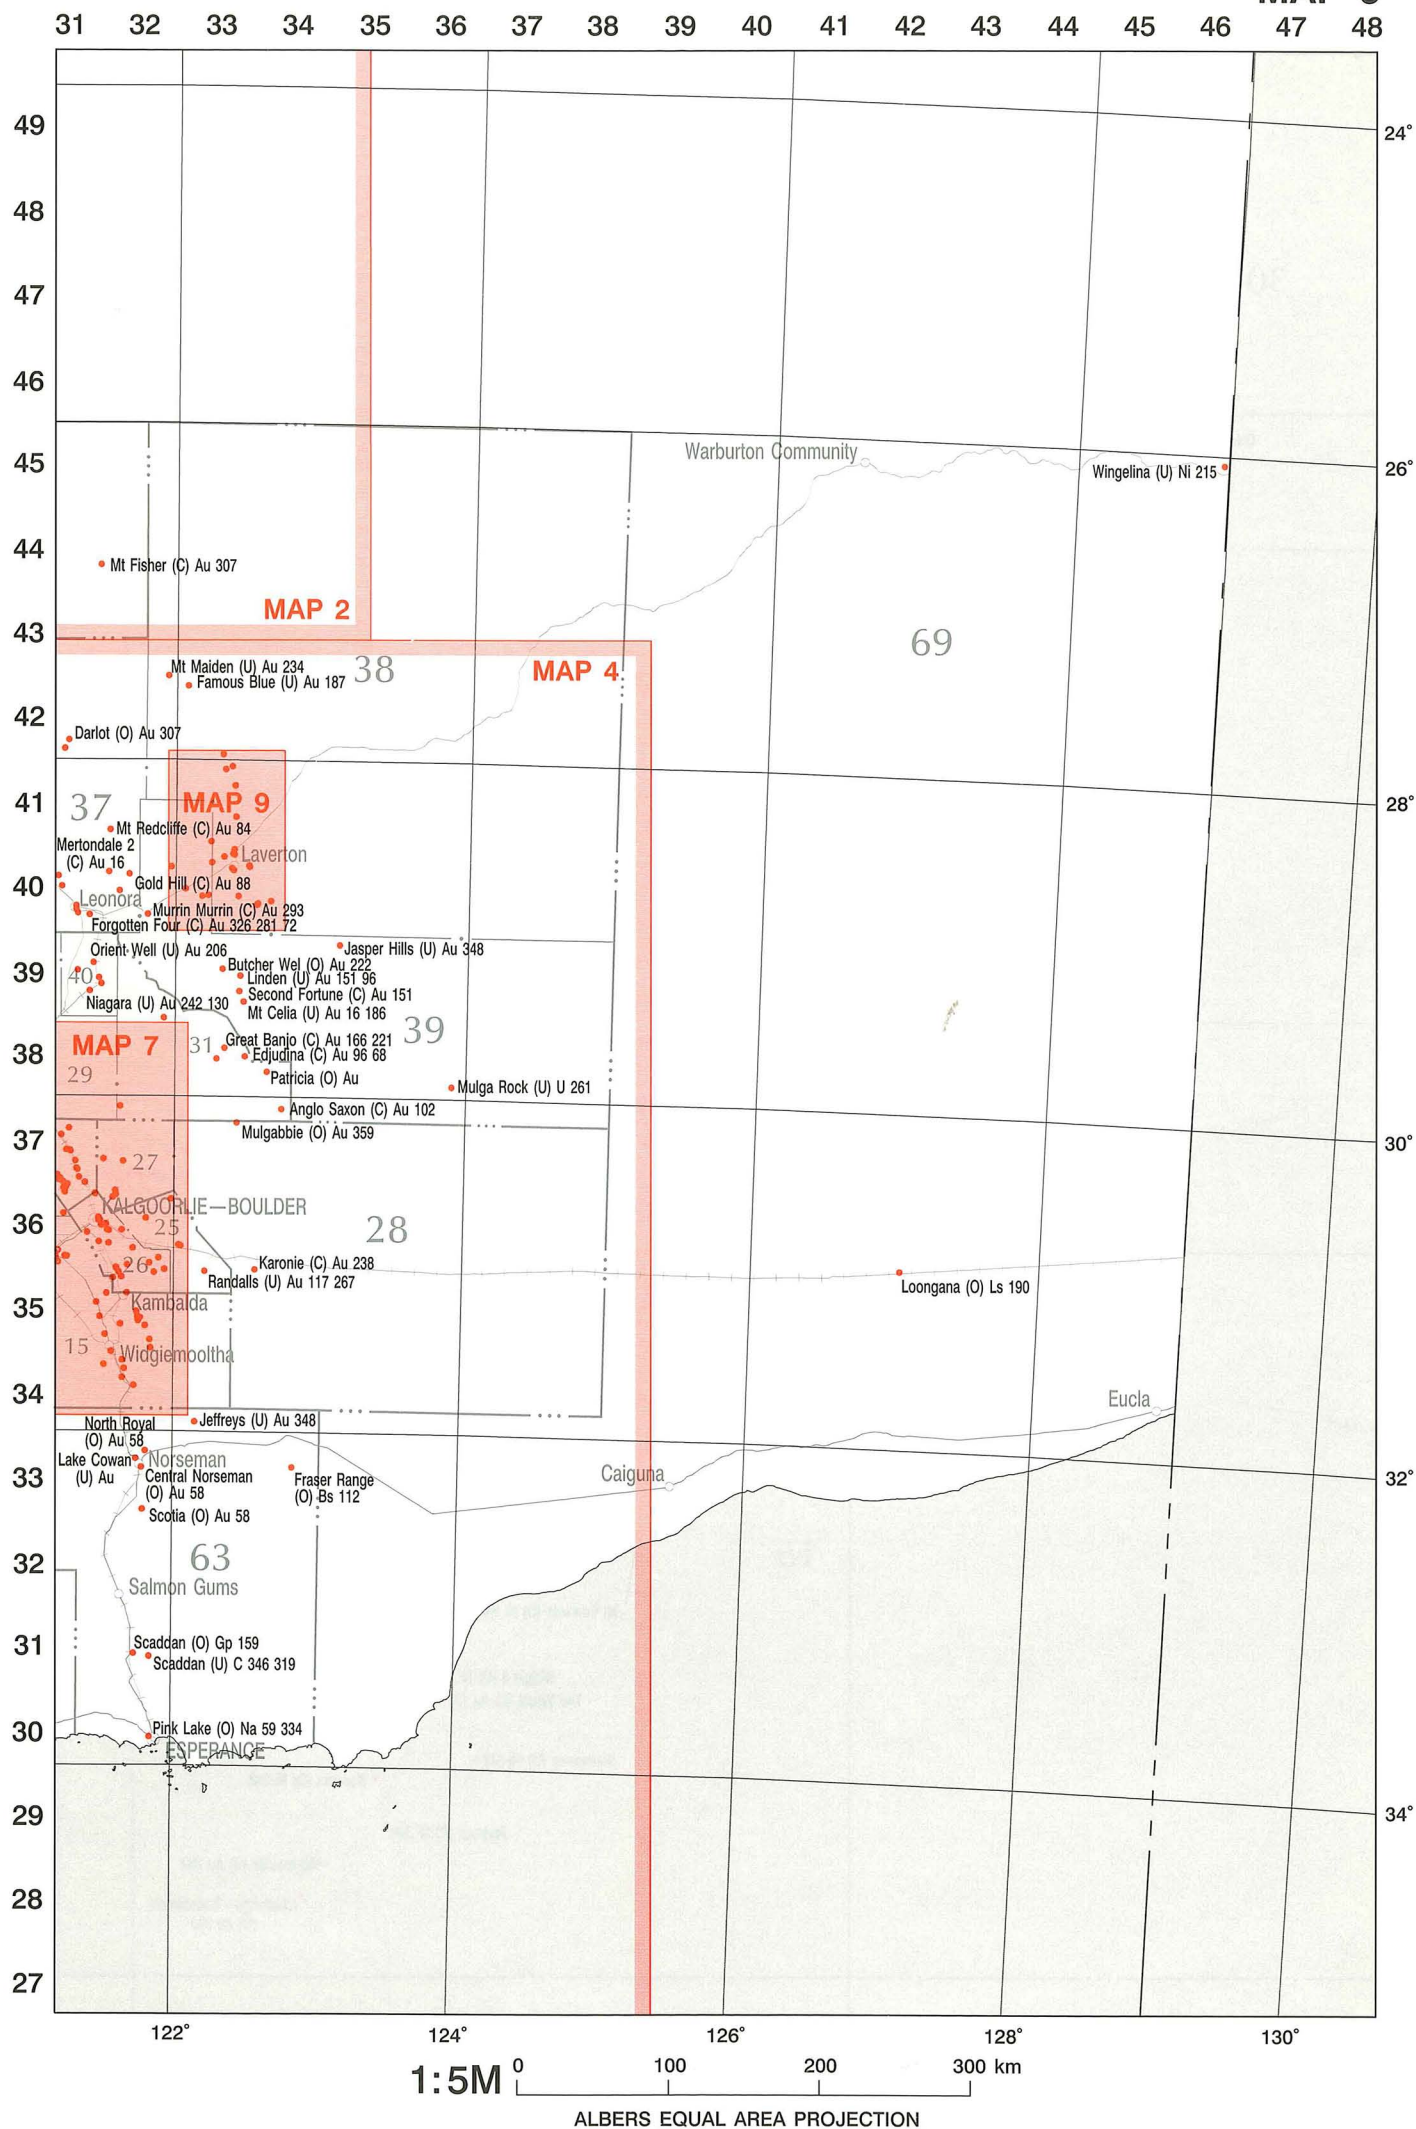 31 32 33 34 35 36 37 38 39 40 41 42 43 44 45 46 47 48
49
24°
48
47
46
45
Warburton Community
Wingelina (U) Ni 215
26°
44
Mt Fisher (C) Au 307
MAP 2
43
Mt Maiden (U) Au 234
38
MAP 4
69
Famous Blue (U) Au 187
42
Darlot (O) Au 307
37
41
MAP 9
28°
Mt Redcliffe (C) Au 84
Mertondale 2
(C) Au 16
Laverton
40
Gold Hill (C) Au 88
Leonora
Murrin Murrin (C) Au 293
Forgotten Four (C) Au 326 281 72
Orient Well (U) Au 206
Jasper Hills (U) Au 348
39
40
Butcher Wel (O) Au 222
Linden (U) Au 151 96
Second Fortune (C) Au 151
Niagara (U) Au 242 130
Mt Celia (U) Au 16 186
39
38
MAP 7
31
Great Banjo (C) Au 166 221
Edjudina (C) Au 96 68
29
Patricia (O) Au
Mulga Rock (U) U 261
Anglo Saxon (C) Au 102
37
Mulgabbie (O) Au 359
30°
27
KALGOORLIE—BOULDER
36
25
28
26
Karonie (C) Au 238
Randalls (U) Au 117 267
Loongana (O) Ls 190
35
Kambalda
15
Widgiemooltha
34
Eucla
North Royal
(O) Au 58
Jeffreys (U) Au 348
Lake Cowan
(U) Au
Norseman
33
Central Norseman
(O) Au 58
Fraser Range
(O) Bs 112
Caiguna
32°
Scotia (O) Au 58
32
63
Salmon Gums
31
Scaddan (O) Gp 159
Scaddan (U) C 346 319
30
Pink Lake (O) Na 59 334
ESPERANCE
29
34°
28
27
122° 124° 126° 128° 130°
1:5M
0 100 200 300 km
ALBERS EQUAL AREA PROJECTION